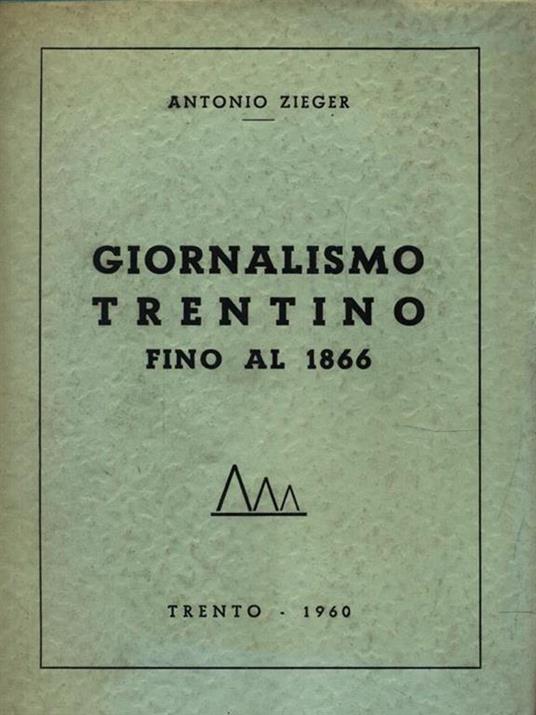 ANTONIO ZIEGER
GIORNALISMO
TRENTINO
FINO AL 1866
TRENTO - 1960